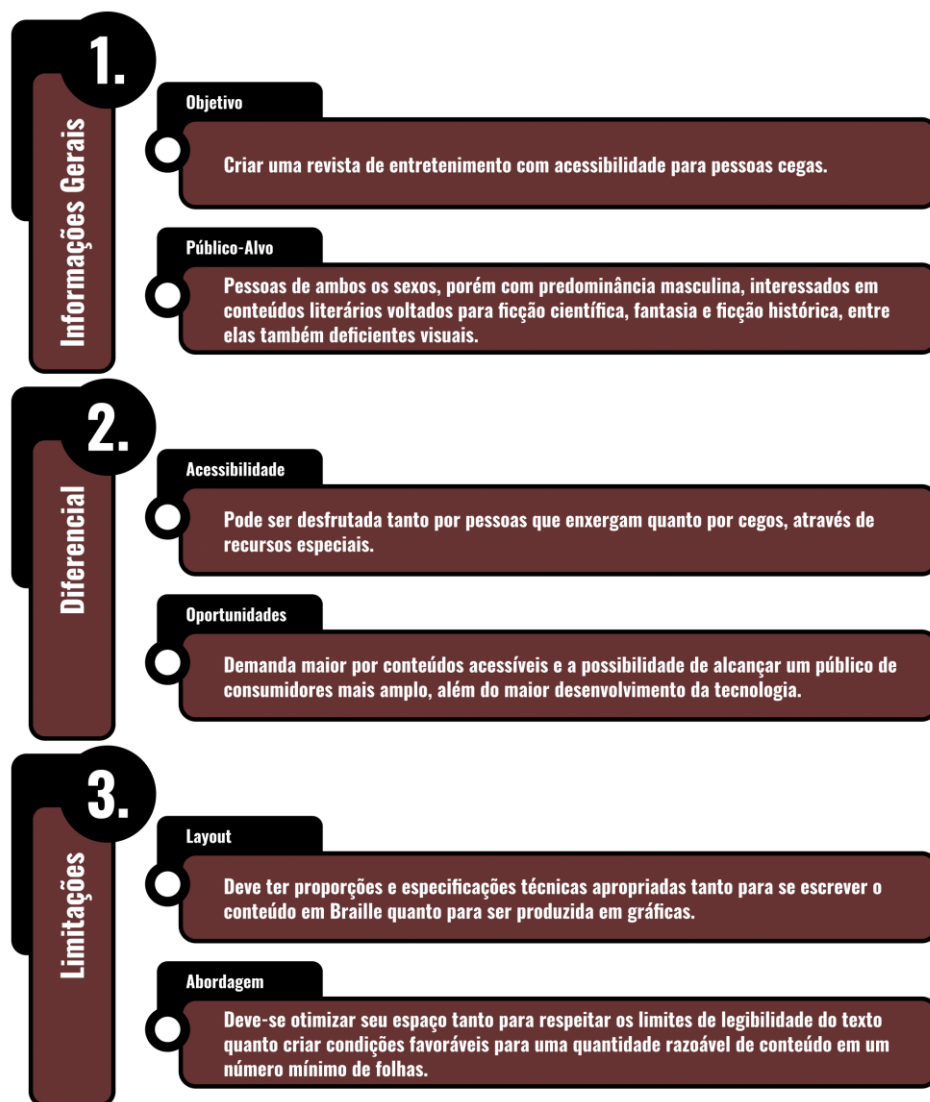 1.
Informações Gerais
Objetivo
Criar uma revista de entretenimento com acessibilidade para pessoas cegas.
Público-Alvo
Pessoas de ambos os sexos, porém com predominância masculina, interessados em
conteúdos literários voltados para ficção científica, fantasia e ficção histórica, entre
elas também deficientes visuais.
2.
Diferencial
Acessibilidade
Pode ser desfrutada tanto por pessoas que enxergam quanto por cegos, através de
recursos especiais.
Oportunidades
Demanda maior por conteúdos acessíveis e a possibilidade de alcançar um público de
consumidores mais amplo, além do maior desenvolvimento da tecnologia.
3.
Limitações
Layout
Deve ter proporções e especificações técnicas apropriadas tanto para se escrever o
conteúdo em Braille quanto para ser produzida em gráficas.
Abordagem
Deve-se otimizar seu espaço tanto para respeitar os limites de legibilidade do texto
quanto criar condições favoráveis para uma quantidade razoável de conteúdo em um
número mínimo de folhas.